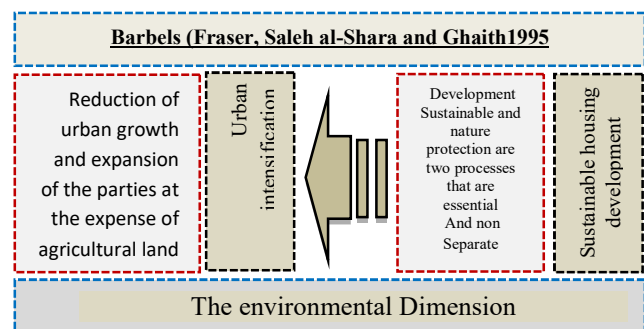 Barbels (Fraser, Saleh al-Shara and Ghaith1995
Reduction of
urban growth
and expansion
of the parties at
the expense of
agricultural land
Urban
intensification
Development
Sustainable and
nature
protection are
two processes
that are
essential
And non
Separate
Sustainable housing
development
The environmental Dimension